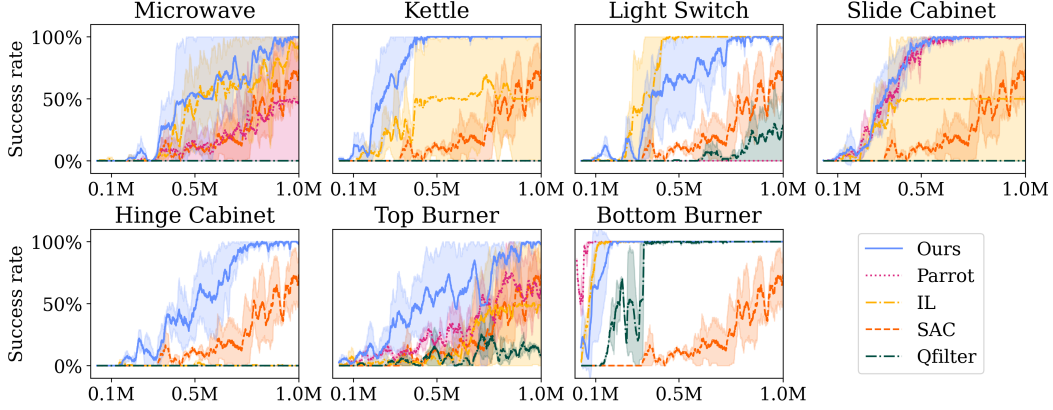 Microwave
Kettle
Light Switch
Slide Cabinet
Success rate
100%
50%
0%
0.1M 0.5M 1.0M
0.1M 0.5M 1.0M
0.1M 0.5M 1.0M
0.1M 0.5M 1.0M
Hinge Cabinet
Top Burner
Bottom Burner
Success rate
100%
50%
0%
0.1M 0.5M 1.0M
0.1M 0.5M 1.0M
0.1M 0.5M 1.0M
Ours
Parrot
IL
SAC
Qfilter